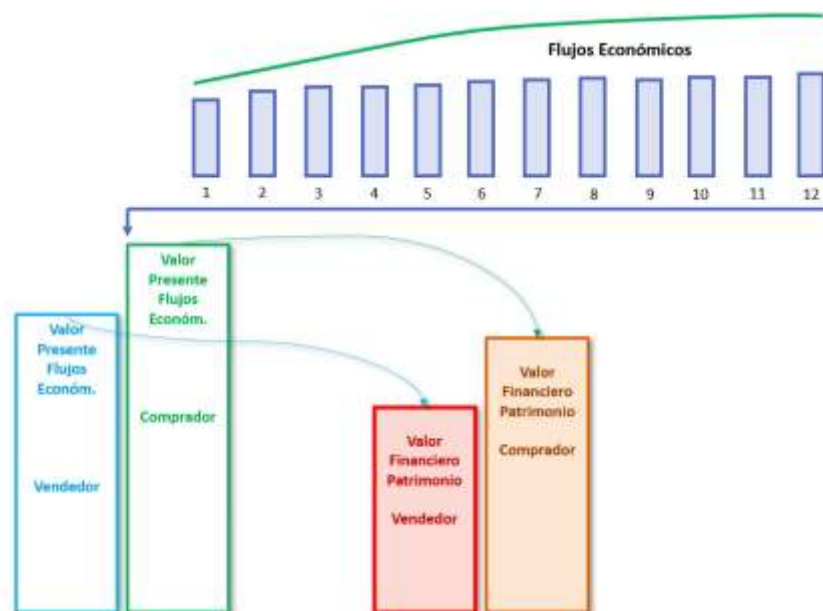 Flujos Económicos
1 2 3 4 5 6 7 8 9 10 11 12
Valor
Presente
Flujos
Económ.
Comprador
Valor
Presente
Flujos
Económ.
Vendedor
Valor
Financiero
Patrimonio
Vendedor
Valor
Financiero
Patrimonio
Comprador